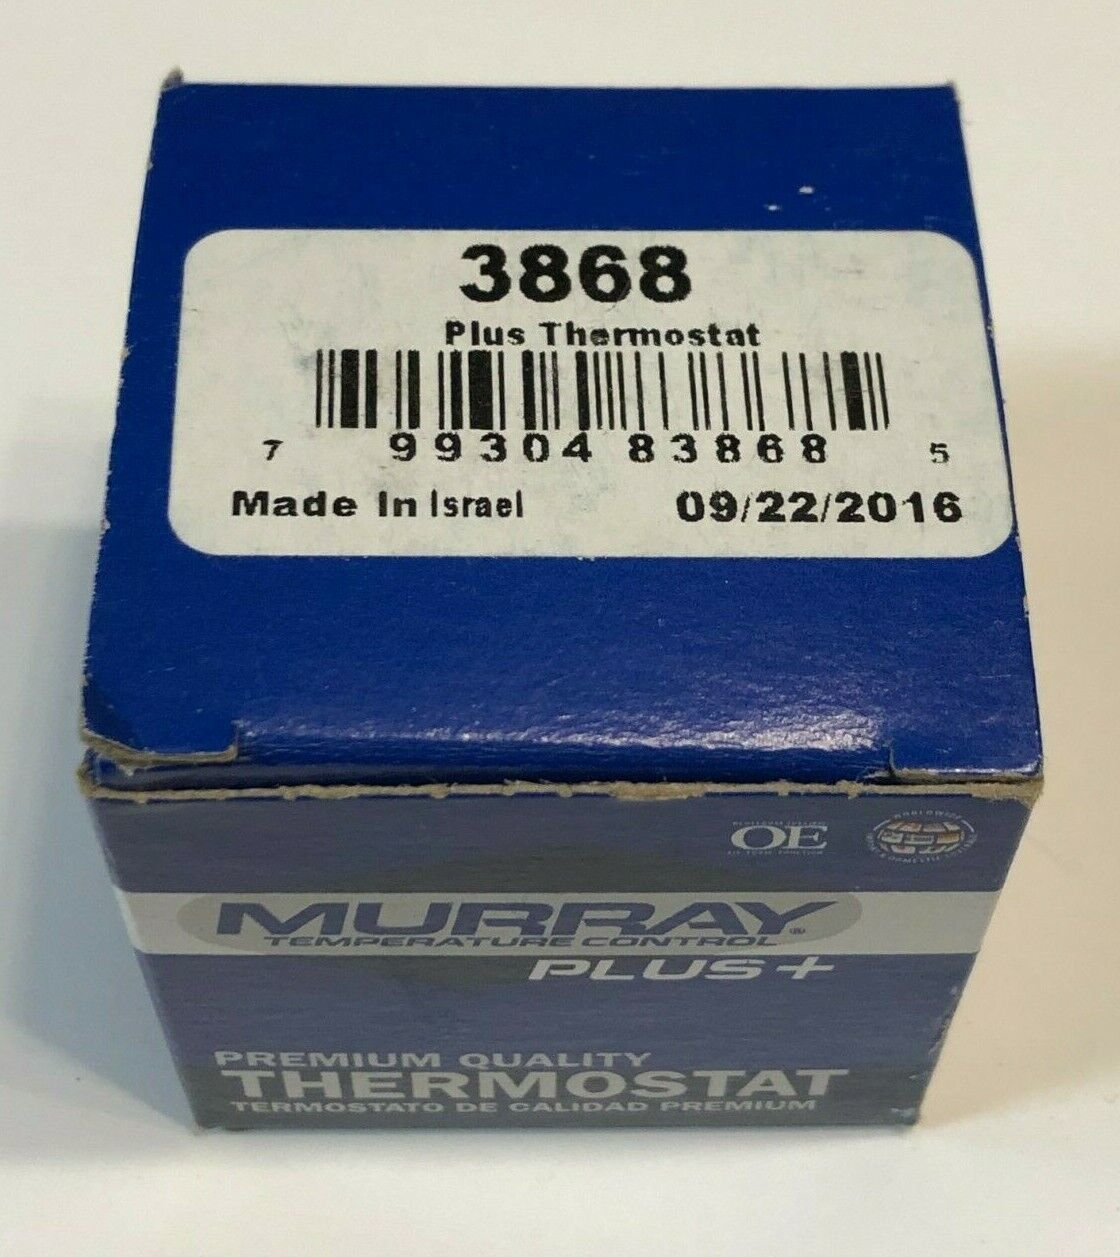 3868
Plus Thermostat
7 99304 83868 5
Made In Israel 09/22/2016
OE
WORLDWIDE
MURRAY®
TEMPERATURE CONTROL
PLUS+
PREMIUM QUALITY
THERMOSTAT
TERMOSTATO DE CALIDAD PREMIUM